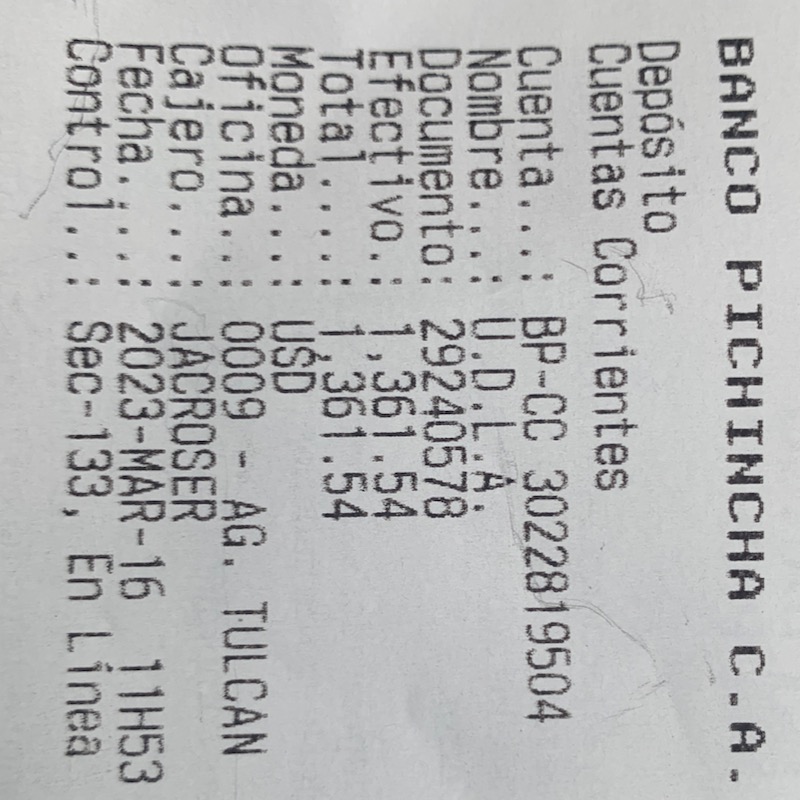 BANCO PICHINCHA C.A.
Depósito
Cuentas Corrientes
Cuenta....: BP-CC 3022819504
Nombre....: U.D.L.A.
Documento.: 29240578
Efectivo..: 1,361.54
Total.....: 1,361.54
Moneda....: USD
Oficina...: 0009 - AG. TULCAN
Cajero....: JACROSER
Fecha.....: 2023-MAR-16 11H53
Control...: Sec-133, En Línea